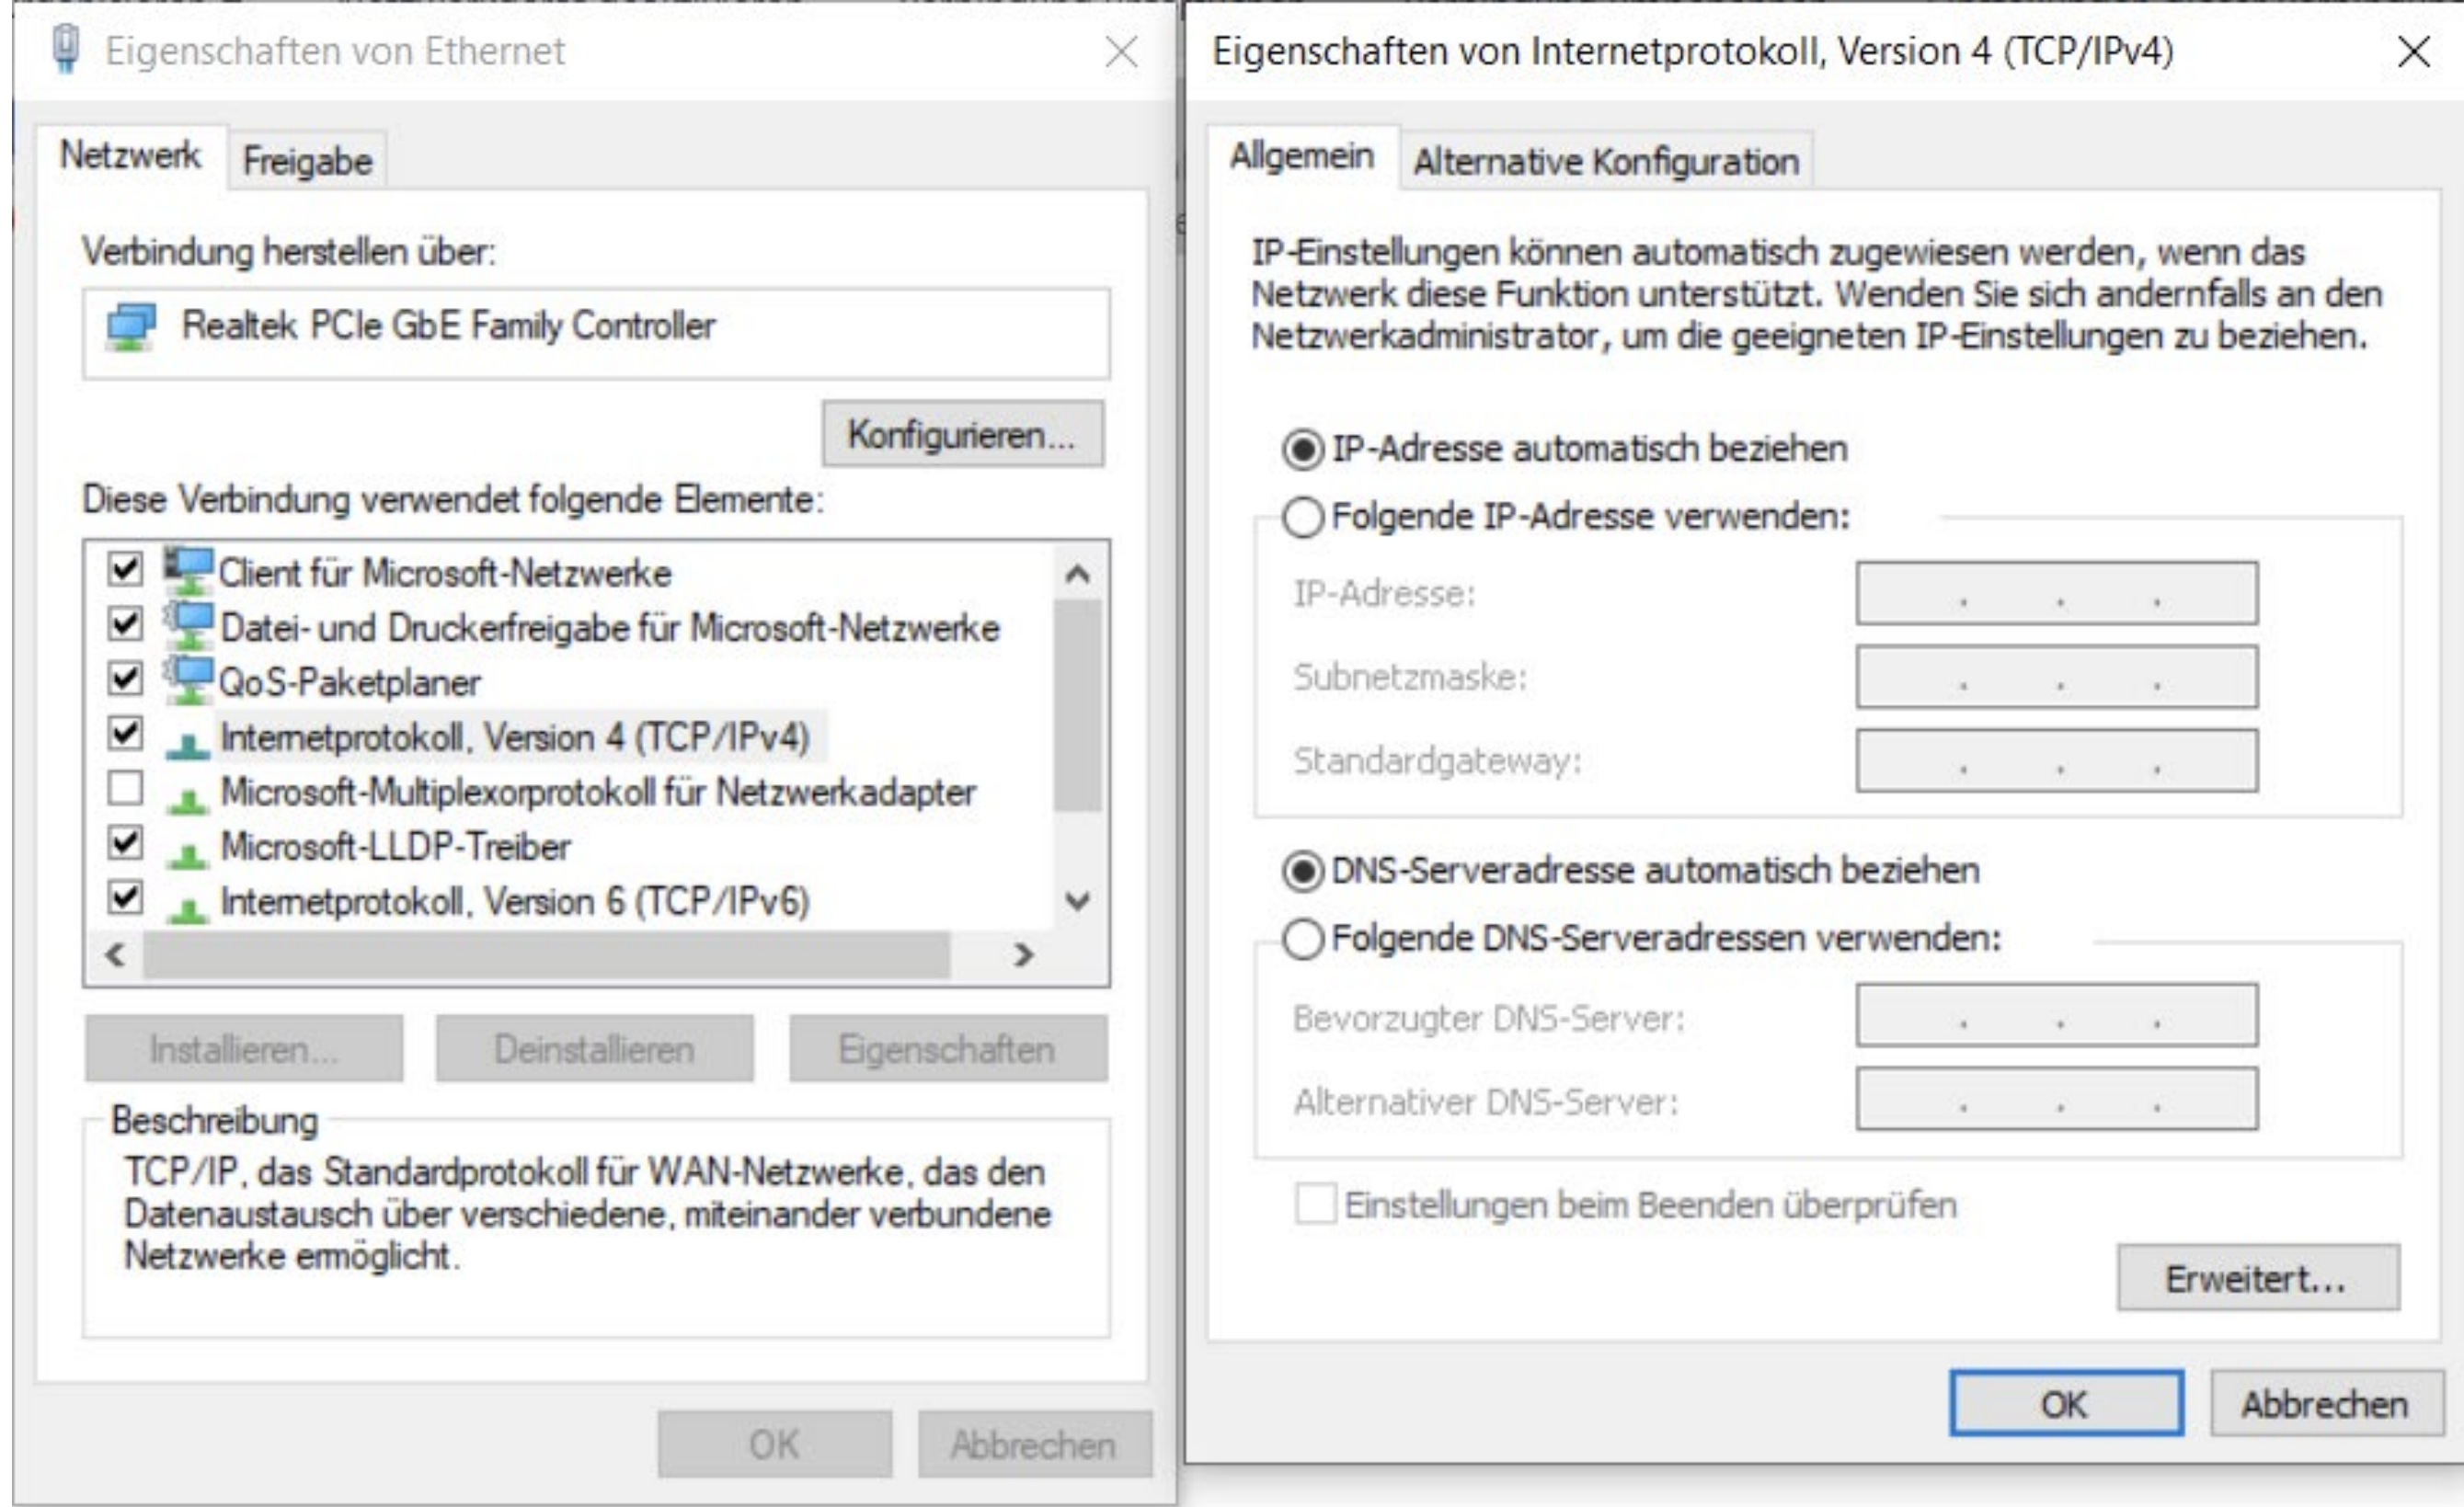 Eigenschaften von Ethernet
Netzwerk
Freigabe
Verbindung herstellen über:
Realtek PCIe GbE Family Controller
Konfigurieren...
Diese Verbindung verwendet folgende Elemente:
Client für Microsoft-Netzwerke
Datei- und Druckerfreigabe für Microsoft-Netzwerke
QoS-Paketplaner
Internetprotokoll, Version 4 (TCP/IPv4)
Microsoft-Multiplexorprotokoll für Netzwerkadapter
Microsoft-LLDP-Treiber
Internetprotokoll, Version 6 (TCP/IPv6)
Installieren...
Deinstallieren
Eigenschaften
Beschreibung
TCP/IP, das Standardprotokoll für WAN-Netzwerke, das den
Datenaustausch über verschiedene, miteinander verbundene
Netzwerke ermöglicht.
OK
Abbrechen
Eigenschaften von Internetprotokoll, Version 4 (TCP/IPv4)
Allgemein
Alternative Konfiguration
IP-Einstellungen können automatisch zugewiesen werden, wenn das
Netzwerk diese Funktion unterstützt. Wenden Sie sich andernfalls an den
Netzwerkadministrator, um die geeigneten IP-Einstellungen zu beziehen.
IP-Adresse automatisch beziehen
Folgende IP-Adresse verwenden:
IP-Adresse:
Subnetzmaske:
Standardgateway:
DNS-Serveradresse automatisch beziehen
Folgende DNS-Serveradressen verwenden:
Bevorzugter DNS-Server:
Alternativer DNS-Server:
Einstellungen beim Beenden überprüfen
Erweitert...
OK
Abbrechen